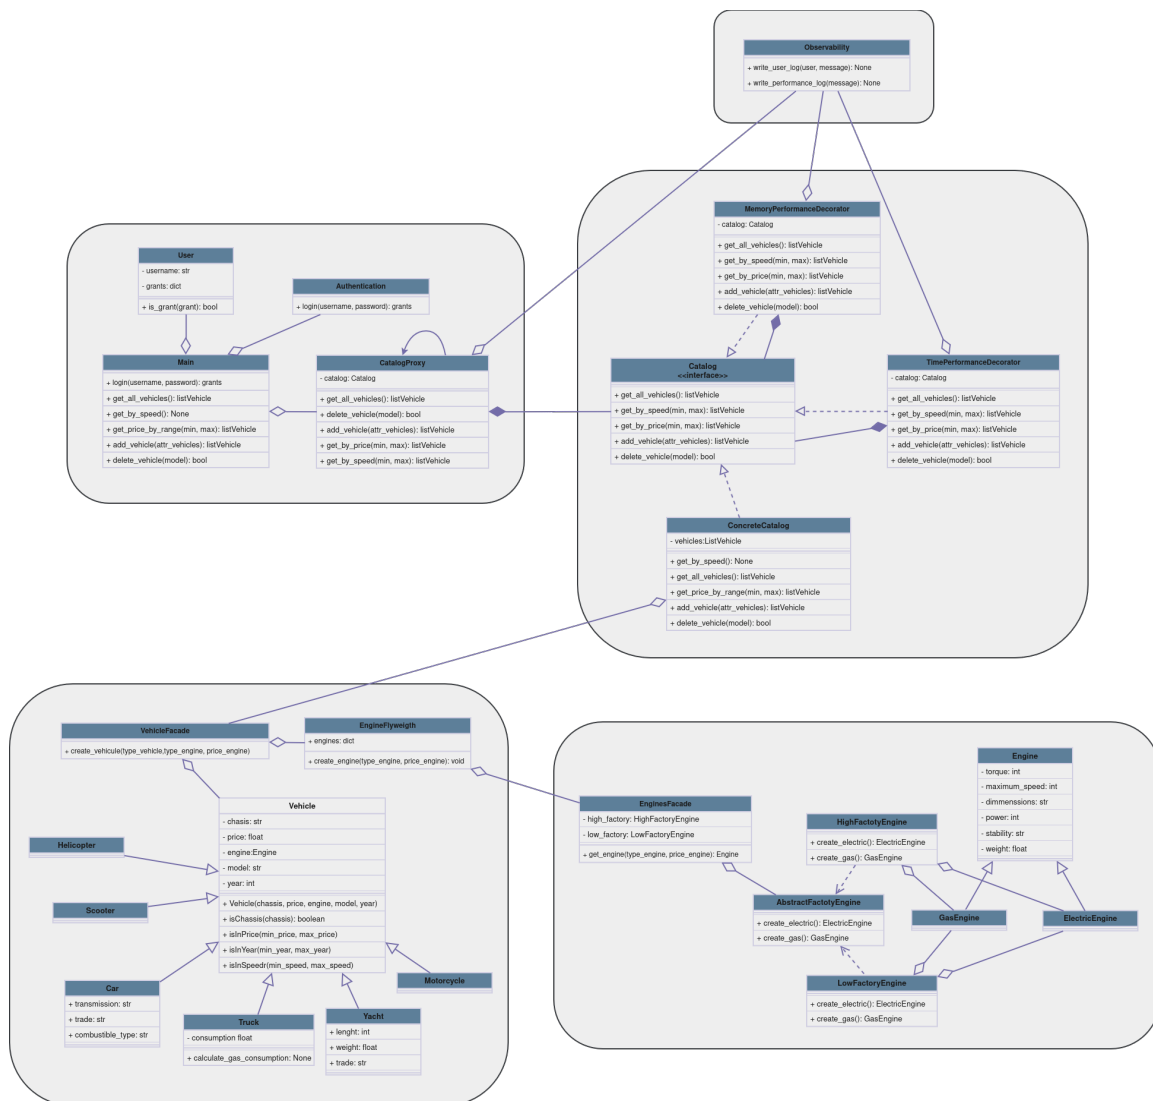 Observability
+ write_user_log(user, message): None
+ write_performance_log(message): None
MemoryPerformanceDecorator
- catalog: Catalog
+ get_all_vehicles(): listVehicle
+ get_by_speed(min, max): listVehicle
+ get_by_price(min, max): listVehicle
+ add_vehicle(attr_vehicles): listVehicle
+ delete_vehicle(model): bool
User
- username: str
- grants: dict
+ is_grant(grant): bool
Authentication
+ login(username, password): grants
Main
+ login(username, password): grants
+ get_all_vehicles(): listVehicle
+ get_by_speed(): None
+ get_price_by_range(min, max): listVehicle
+ add_vehicle(attr_vehicles): listVehicle
+ delete_vehicle(model): bool
CatalogProxy
- catalog: Catalog
+ get_all_vehicles(): listVehicle
+ delete_vehicle(model): bool
+ add_vehicle(attr_vehicles): listVehicle
+ get_by_price(min, max): listVehicle
+ get_by_speed(min, max): listVehicle
Catalog
<<interface>>
+ get_all_vehicles(): listVehicle
+ get_by_speed(min, max): listVehicle
+ get_by_price(min, max): listVehicle
+ add_vehicle(attr_vehicles): listVehicle
+ delete_vehicle(model): bool
TimePerformanceDecorator
- catalog: Catalog
+ get_all_vehicles(): listVehicle
+ get_by_speed(min, max): listVehicle
+ get_by_price(min, max): listVehicle
+ add_vehicle(attr_vehicles): listVehicle
+ delete_vehicle(model): bool
ConcreteCatalog
- vehicles:ListVehicle
+ get_by_speed(): None
+ get_all_vehicles(): listVehicle
+ get_price_by_range(min, max): listVehicle
+ add_vehicle(attr_vehicles): listVehicle
+ delete_vehicle(model): bool
VehicleFacade
+ create_vehicule(type_vehicle,type_engine, price_engine)
EngineFlyweigth
+ engines: dict
+ create_engine(type_engine, price_engine): void
Vehicle
- chasis: str
- price: float
- engine:Engine
- model: str
- year: int
+ Vehicle(chassis, price, engine, model, year)
+ isChassis(chassis): boolean
+ isInPrice(min_price, max_price)
+ isInYear(min_year, max_year)
+ isInSpeedr(min_speed, max_speed)
Helicopter
Scooter
Car
+ transmission: str
+ trade: str
+ combustible_type: str
Truck
- consumption float
+ calculate_gas_consumption: None
Yacht
+ lenght: int
+ weight: float
+ trade: str
Motorcycle
EnginesFacade
- high_factory: HighFactoryEngine
- low_factory: LowFactoryEngine
+ get_engine(type_engine, price_engine): Engine
Engine
- torque: int
- maximum_speed: int
- dimmenssions: str
- power: int
- stability: str
- weight: float
HighFactotyEngine
+ create_electric(): ElectricEngine
+ create_gas(): GasEngine
AbstractFactotyEngine
+ create_electric(): ElectricEngine
+ create_gas(): GasEngine
GasEngine
ElectricEngine
LowFactoryEngine
+ create_electric(): ElectricEngine
+ create_gas(): GasEngine